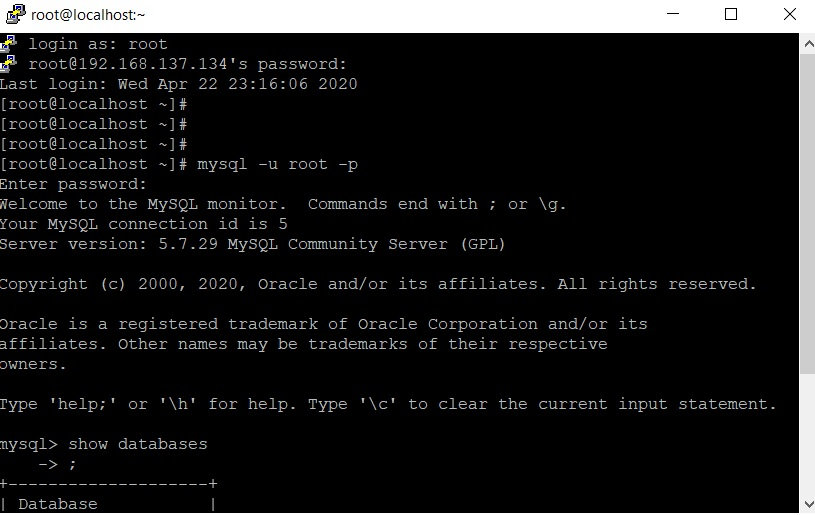 root@localhost:~
login as: root
root@192.168.137.134's password:
Last login: Wed Apr 22 23:16:06 2020
[root@localhost ~]#
[root@localhost ~]#
[root@localhost ~]#
[root@localhost ~]# mysql -u root -p
Enter password:
Welcome to the MySQL monitor.  Commands end with ; or \g.
Your MySQL connection id is 5
Server version: 5.7.29 MySQL Community Server (GPL)
Copyright (c) 2000, 2020, Oracle and/or its affiliates. All rights reserved.
Oracle is a registered trademark of Oracle Corporation and/or its
affiliates. Other names may be trademarks of their respective
owners.
Type 'help;' or '\h' for help. Type '\c' to clear the current input statement.
mysql> show databases
    -> ;
+--------------------+
| Database           |